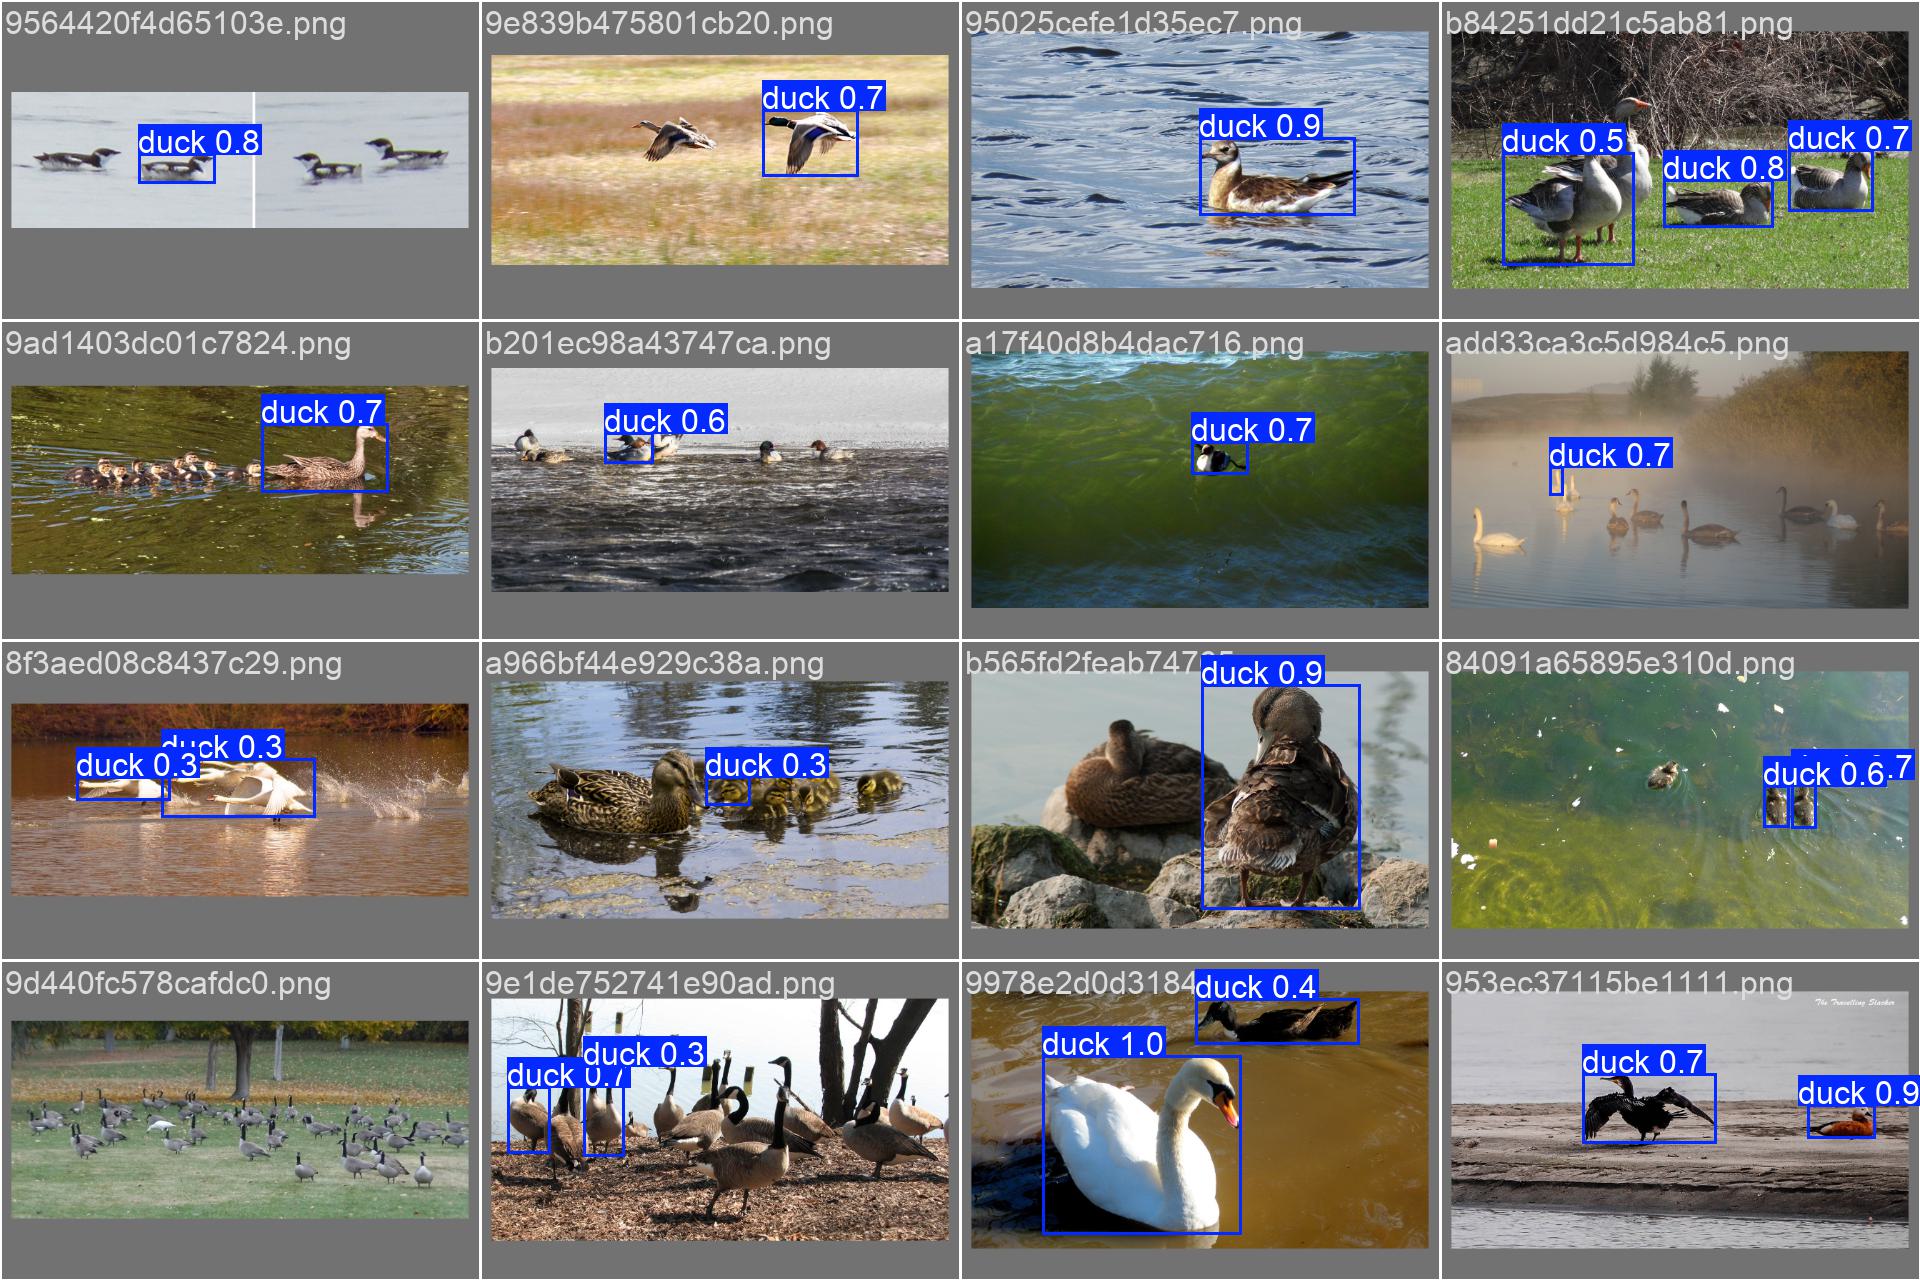 9564420f4d65103e.png
duck 0.8
9e839b475801cb20.png
duck 0.7
95025cefe1d35ec7.png
duck 0.9
b84251dd21c5ab81.png
duck 0.5
duck 0.8
duck 0.7
9ad1403dc01c7824.png
duck 0.7
b201ec98a43747ca.png
duck 0.6
a17f40d8b4dac716.png
duck 0.7
add33ca3c5d984c5.png
duck 0.7
8f3aed08c8437c29.png
duck 0.3
duck 0.3
a966bf44e929c38a.png
duck 0.3
b565fd2feab747
duck 0.9
84091a65895e310d.png
duck 0.6
.7
9d440fc578cafdc0.png
9e1de752741e90ad.png
duck 0.3
duck 0.7
9978e2d0d3184
duck 0.4
duck 1.0
953ec37115be1111.png
The Travelling Slacker
duck 0.7
duck 0.9